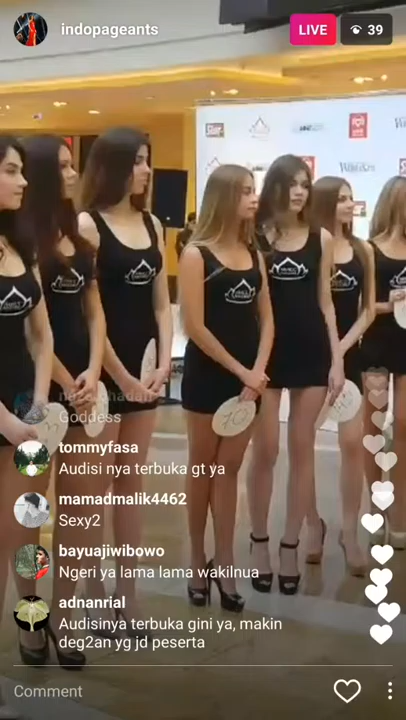 indopageants
LIVE
39
Goddess
tommyfasa
Audisi nya terbuka gt ya
mamadmalik4462
Sexy2
bayuajiwibowo
Ngeri ya lama lama wakilnua
adnanrial
Audisinya terbuka gini ya, makin
deg2an yg jd peserta
70
Comment